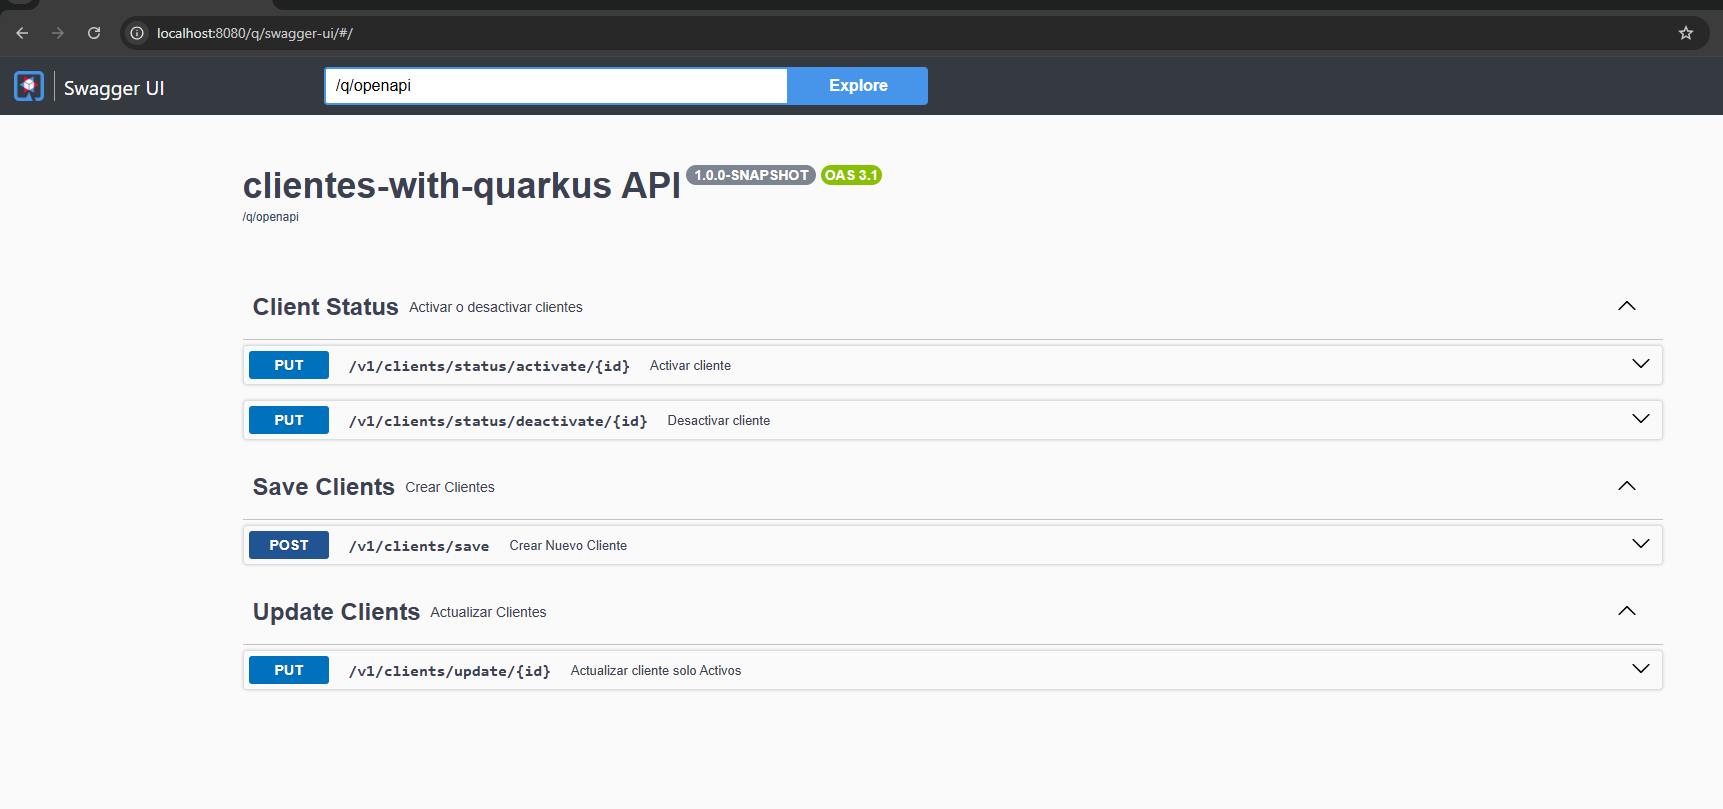 localhost:8080/q/swagger-ui/#/
Swagger UI
/q/openapi
Explore
clientes-with-quarkus API 1.0.0-SNAPSHOT OAS 3.1
/q/openapi
Client Status Activar o desactivar clientes
PUT /v1/clients/status/activate/{id} Activar cliente
PUT /v1/clients/status/deactivate/{id} Desactivar cliente
Save Clients Crear Clientes
POST /v1/clients/save Crear Nuevo Cliente
Update Clients Actualizar Clientes
PUT /v1/clients/update/{id} Actualizar cliente solo Activos